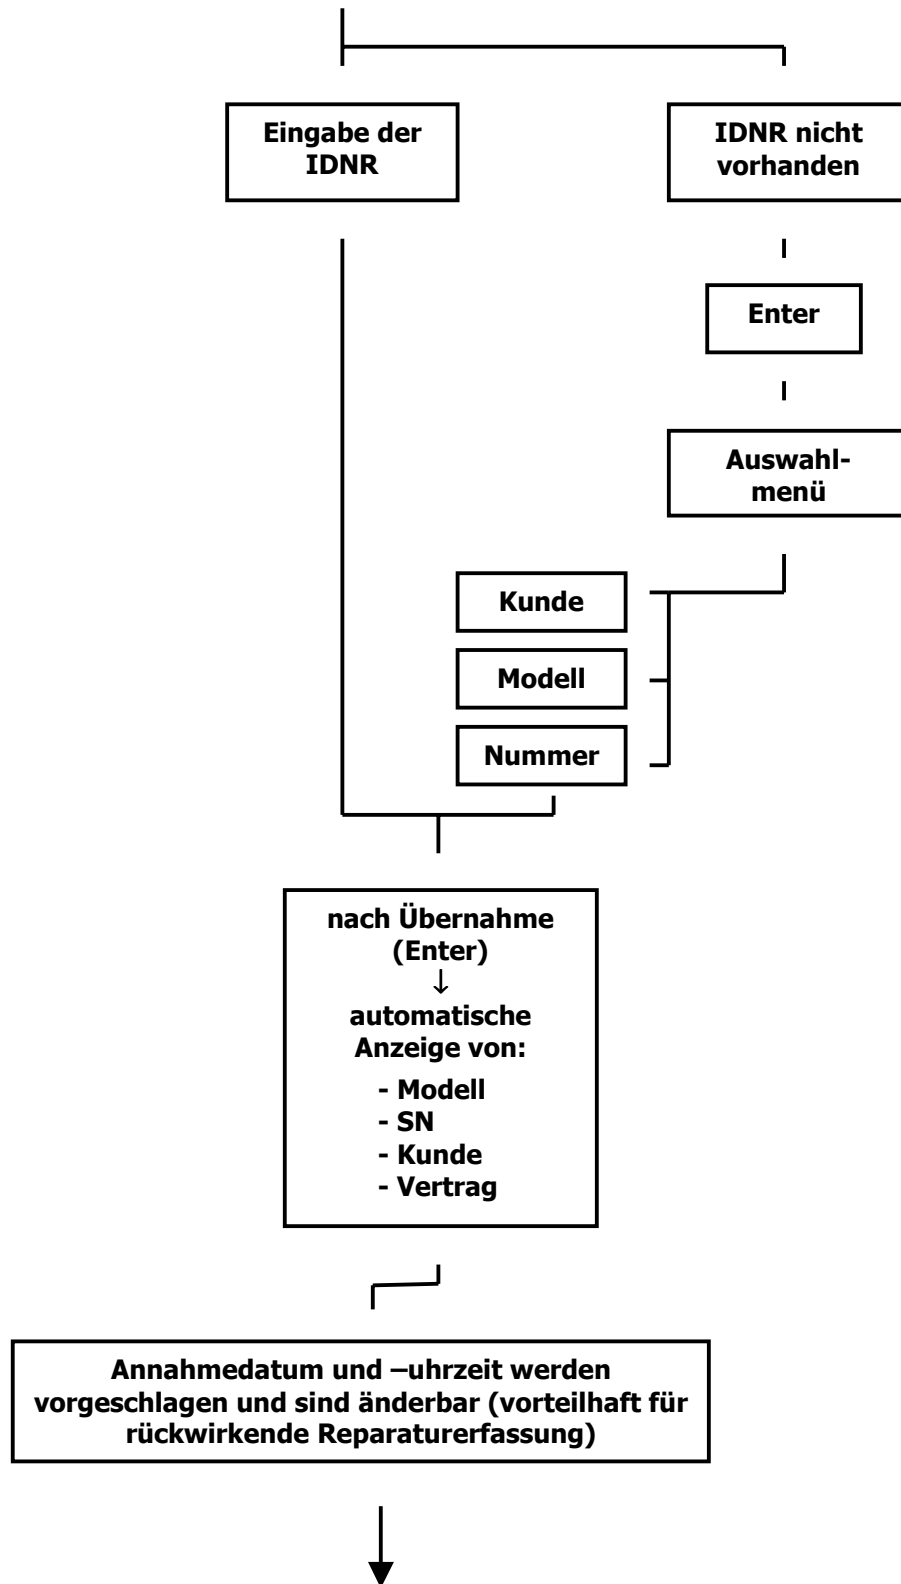 Eingabe der
IDNR
IDNR nicht
vorhanden
Enter
Auswahl-
menü
Kunde
Modell
Nummer
nach Übernahme
(Enter)
↓
automatische
Anzeige von:
- Modell
- SN
- Kunde
- Vertrag
Annahmedatum und –uhrzeit werden
vorgeschlagen und sind änderbar (vorteilhaft für
rückwirkende Reparaturerfassung)